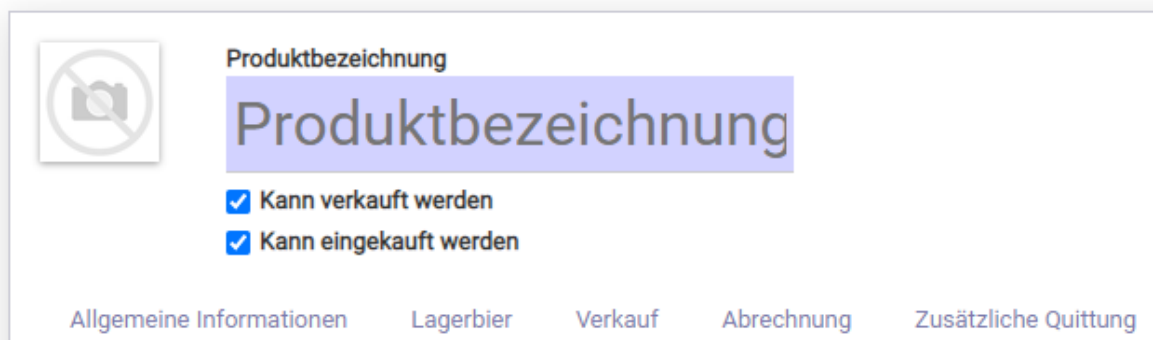 Produktbezeichnung
Produktbezeichnung
Kann verkauft werden
Kann eingekauft werden
Allgemeine Informationen Lagerbier Verkauf Abrechnung Zusätzliche Quittung